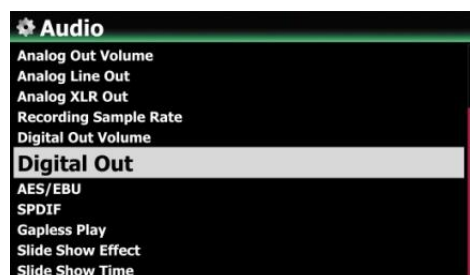 Audio
Analog Out Volume
Analog Line Out
Analog XLR Out
Recording Sample Rate
Digital Out Volume
Digital Out
AES/EBU
SPDIF
Gapless Play
Slide Show Effect
Slide Show Time